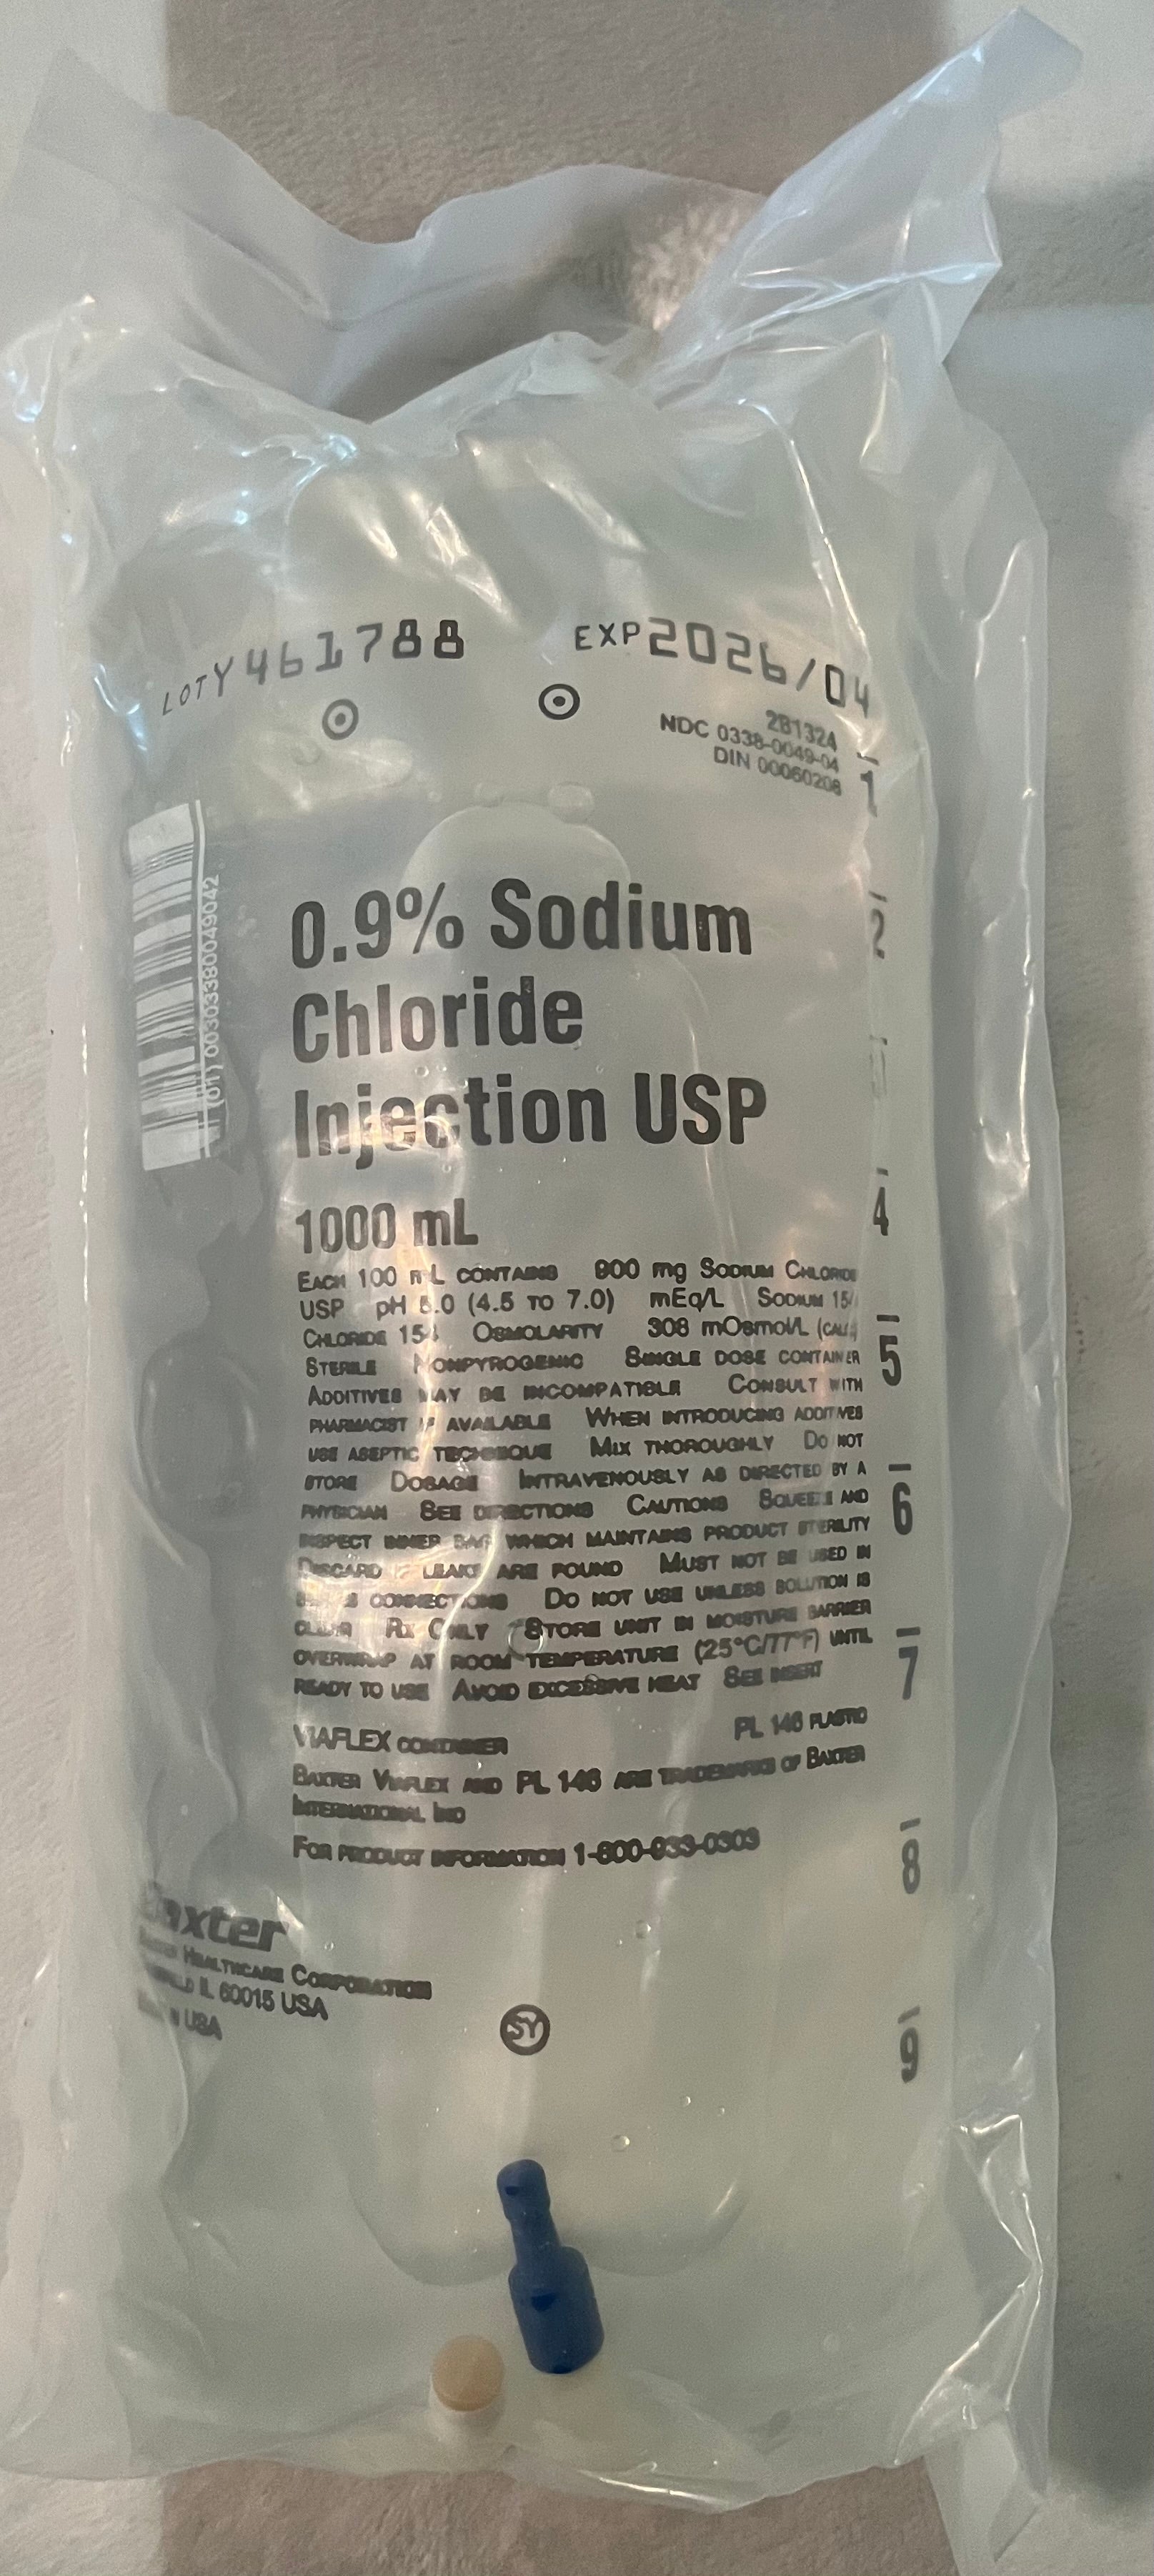 LOT Y461788 EXP 2026/04
2B1324
NDC 0338-0049-04
DIN 00060208
1
2
4
5
6
7
8
9
(01) 00303380049042
0.9% Sodium
Chloride
Injection USP
1000 mL
EACH 100 mL CONTAINS 900 mg SODIUM CHLORIDE
USP pH 5.0 (4.5 TO 7.0) mEq/L SODIUM
CHLORIDE OSMOLARITY 308 mOsmol/L (CALC)
STERILE NONPYROGENIC SINGLE DOSE CONTAINER
ADDITIVES MAY BE INCOMPATIBLE CONSULT WITH
PHARMACIST IF AVAILABLE WHEN INTRODUCING ADDITIVES
USE ASEPTIC TECHNIQUE MIX THOROUGHLY DO NOT
STORE DOSAGE INTRAVENOUSLY AS DIRECTED BY A
PHYSICIAN SEE DIRECTIONS CAUTIONS SQUEEZE AND
INSPECT INNER BAG WHICH MAINTAINS PRODUCT STERILITY
DISCARD IF LEAKS ARE FOUND MUST NOT BE USED IN
CONNECTIONS DO NOT USE UNLESS SOLUTION IS
CLEAR RX ONLY STORE UNIT IN MOISTURE BARRIER
OVERWRAP AT ROOM TEMPERATURE (25°C/77°F) UNTIL
READY TO USE AVOID EXCESSIVE HEAT SEE INSERT
VIAFLEX CONTAINER PL 146 PLASTIC
BAXTER VIAFLEX AND PL 146 ARE TRADEMARKS OF BAXTER
INTERNATIONAL INC
FOR PRODUCT INFORMATION 1-800-933-0303
Baxter
BAXTER HEALTHCARE CORPORATION
IL 60015 USA
USA
SY